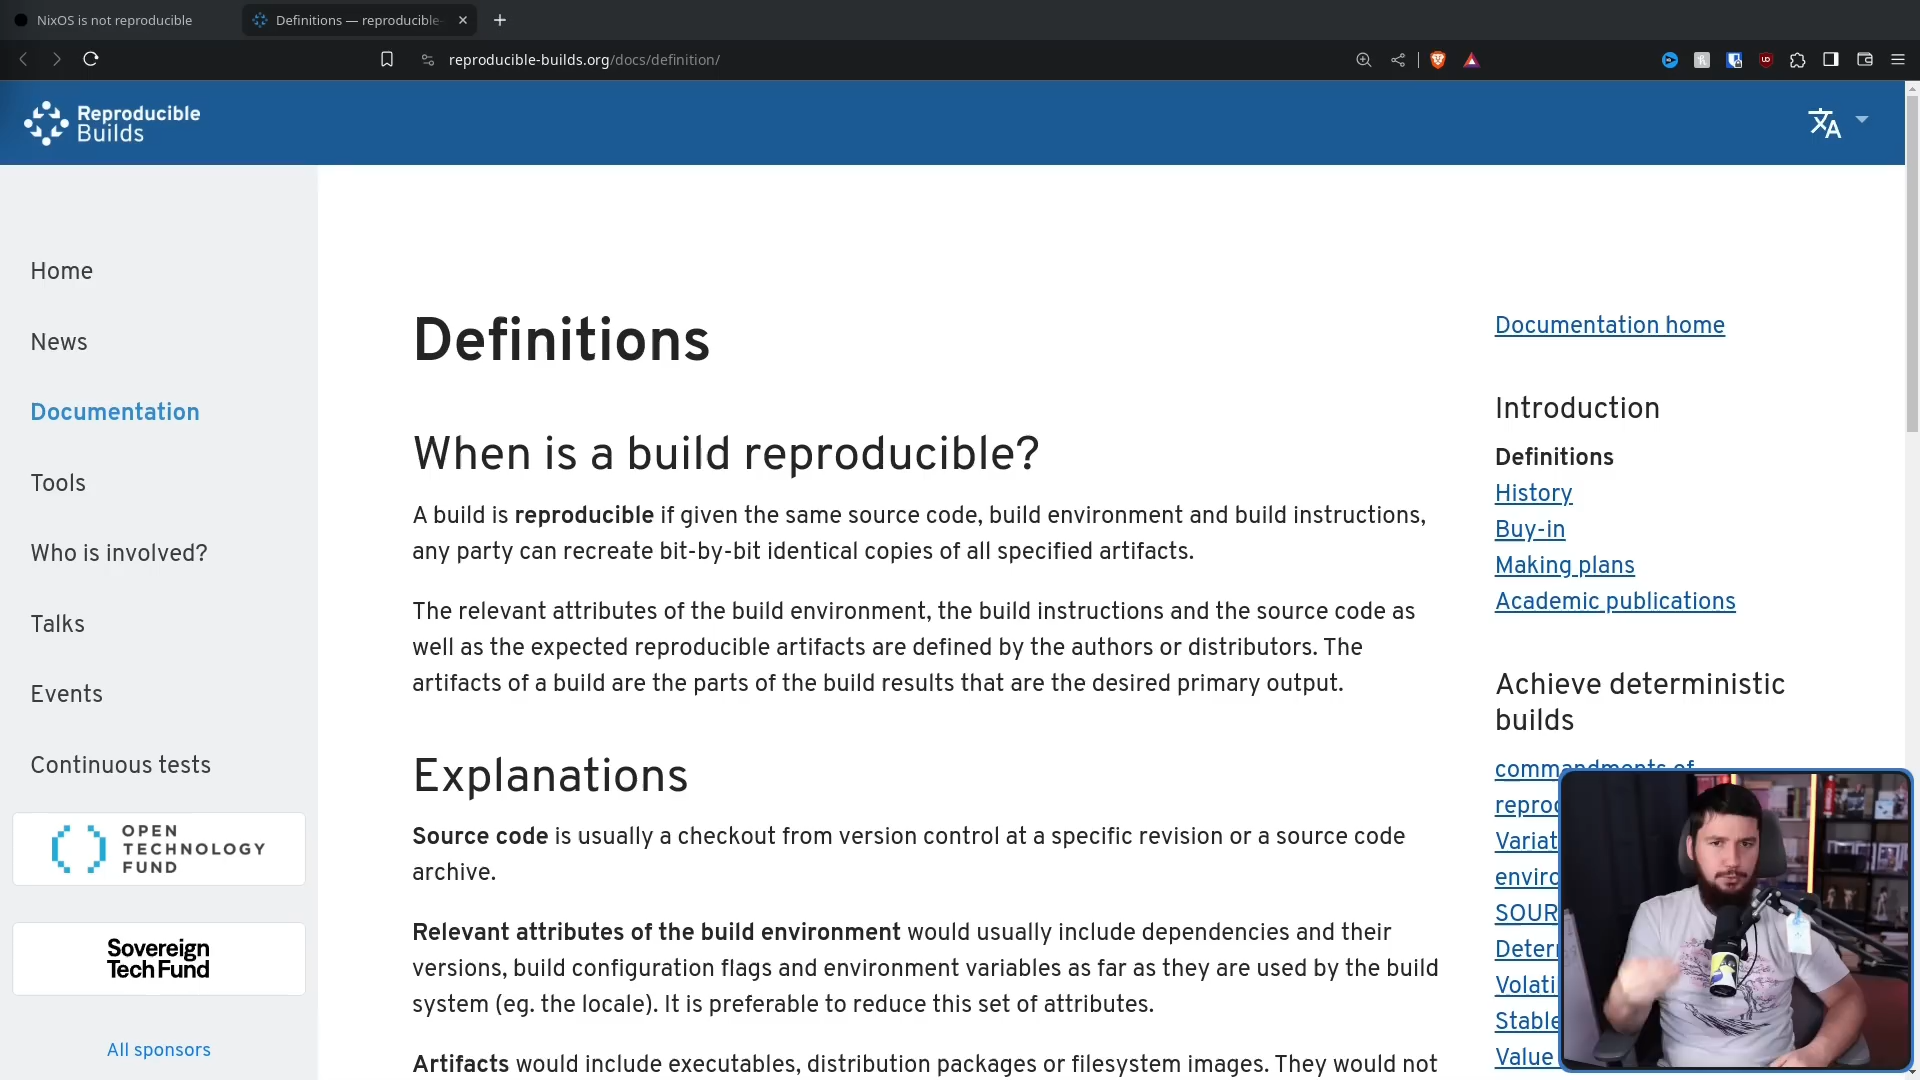 NixOS is not reproducible
Definitions — reproducible-
reproducible-builds.org/docs/definition/
Reproducible
Builds
Home
News
Documentation
Tools
Who is involved?
Talks
Events
Continuous tests
OPEN
TECHNOLOGY
FUND
Sovereign
Tech Fund
All sponsors
Definitions
When is a build reproducible?
A build is reproducible if given the same source code, build environment and build instructions,
any party can recreate bit-by-bit identical copies of all specified artifacts.
The relevant attributes of the build environment, the build instructions and the source code as
well as the expected reproducible artifacts are defined by the authors or distributors. The
artifacts of a build are the parts of the build results that are the desired primary output.
Explanations
Source code is usually a checkout from version control at a specific revision or a source code
archive.
Relevant attributes of the build environment would usually include dependencies and their
versions, build configuration flags and environment variables as far as they are used by the build
system (eg. the locale). It is preferable to reduce this set of attributes.
Artifacts would include executables, distribution packages or filesystem images. They would not
Documentation home
Introduction
Definitions
History
Buy-in
Making plans
Academic publications
Achieve deterministic
builds
commandments of
reprod
Variat
enviro
SOUR
Deter
Volati
Stable
Value